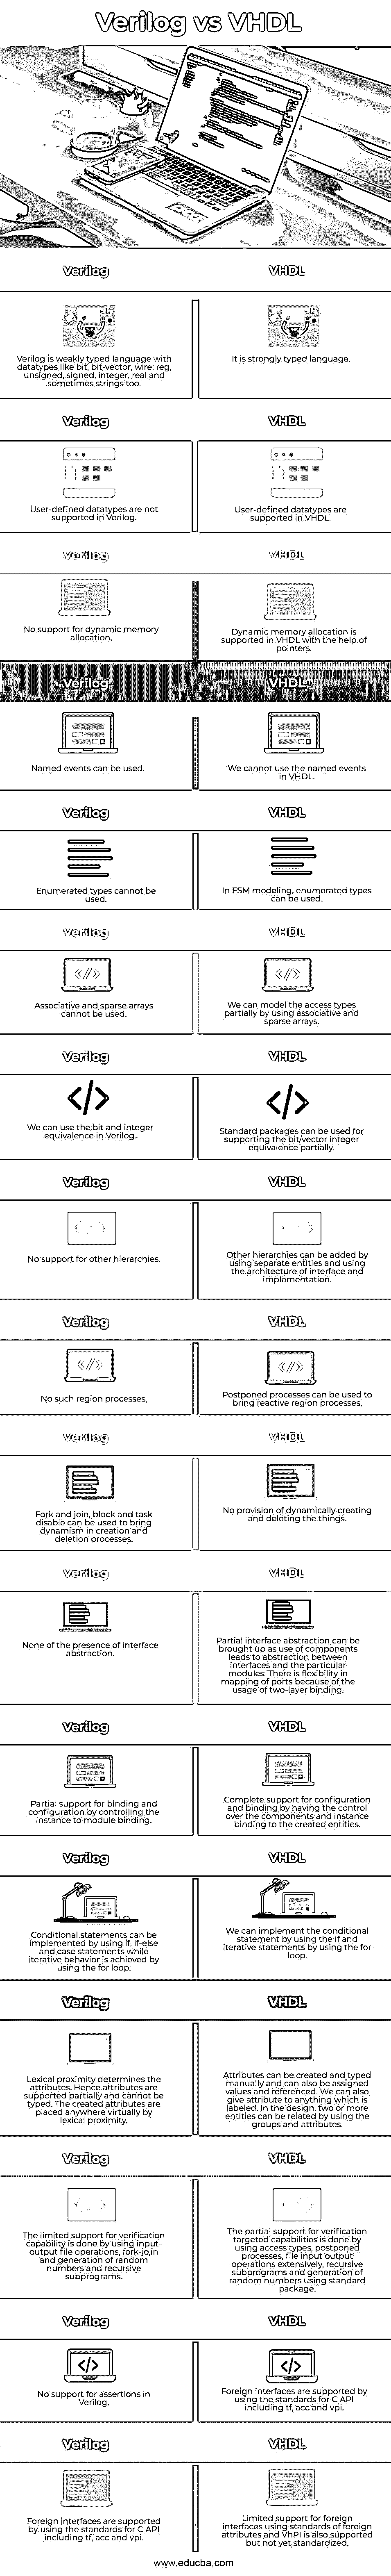 Verilog vs VHDL
Verilog
VHDL
Verilog is weakly typed language with
datatypes like bit, bit-vector, wire, reg,
unsigned, signed, integer, real and
sometimes strings too.
It is strongly typed language.
Verilog
VHDL
User-defined datatypes are not
supported in Verilog.
User-defined datatypes are
supported in VHDL.
Verilog
VHDL
No support for dynamic memory
allocation.
Dynamic memory allocation is
supported in VHDL with the help of
pointers.
Verilog
VHDL
Named events can be used.
We cannot use the named events
in VHDL.
Verilog
VHDL
Enumerated types cannot be
used.
In FSM modeling, enumerated types
can be used.
Verilog
VHDL
Associative and sparse arrays
cannot be used.
We can model the access types
partially by using associative and
sparse arrays.
Verilog
VHDL
We can use the bit and integer
equivalence in Verilog.
Standard packages can be used for
supporting the bit/vector integer
equivalence partially.
Verilog
VHDL
No support for other hierarchies.
Other hierarchies can be added by
using separate entities and using
the architecture of interface and
implementation.
Verilog
VHDL
No such region processes.
Postponed processes can be used to
bring reactive region processes.
Verilog
VHDL
Fork and join, block and task
disable can be used to bring
dynamism in creation and
deletion processes.
No provision of dynamically creating
and deleting the things.
Verilog
VHDL
None of the presence of interface
abstraction.
Partial interface abstraction can be
brought up as use of components
leads to abstraction between
interfaces and the particular
modules. There is flexibility in
mapping of ports because of the
usage of two-layer binding.
Verilog
VHDL
Partial support for binding and
configuration by controlling the
instance to module binding.
Complete support for configuration
and binding by having the control
over the components and instance
binding to the created entities.
Verilog
VHDL
Conditional statements can be
implemented by using if, if-else
and case statements while
iterative behavior is achieved by
using the for loop.
We can implement the conditional
statement by using the if and
iterative statements by using the for
loop.
Verilog
VHDL
Lexical proximity determines the
attributes. Hence attributes are
supported partially and cannot be
typed. The created attributes are
placed anywhere virtually by
lexical proximity.
Attributes can be created and typed
manually and can also be assigned
values and referenced. We can also
give attribute to anything which is
labeled. In the design, two or more
entities can be related by using the
groups and attributes.
Verilog
VHDL
The limited support for verification
capability is done by using input-
output file operations, fork-jo,in
and generation of random
numbers and recursive
subprograms.
The partial support for verification
targeted capabilities is done by
using access types, postponed
processes, file input output
operations extensively, recursive
subprograms and generation of
random numbers using standard
package.
Verilog
VHDL
No support for assertions in
Verilog.
Foreign interfaces are supported
by using the standards for C API
including tf, acc and vpi.
Verilog
VHDL
Foreign interfaces are supported
by using the standards for C API
including tf, acc and vpi.
Limited support for foreign
interfaces using standards of foreign
attributes and VhPI is also supported
but not yet standardized.
www.educba.com